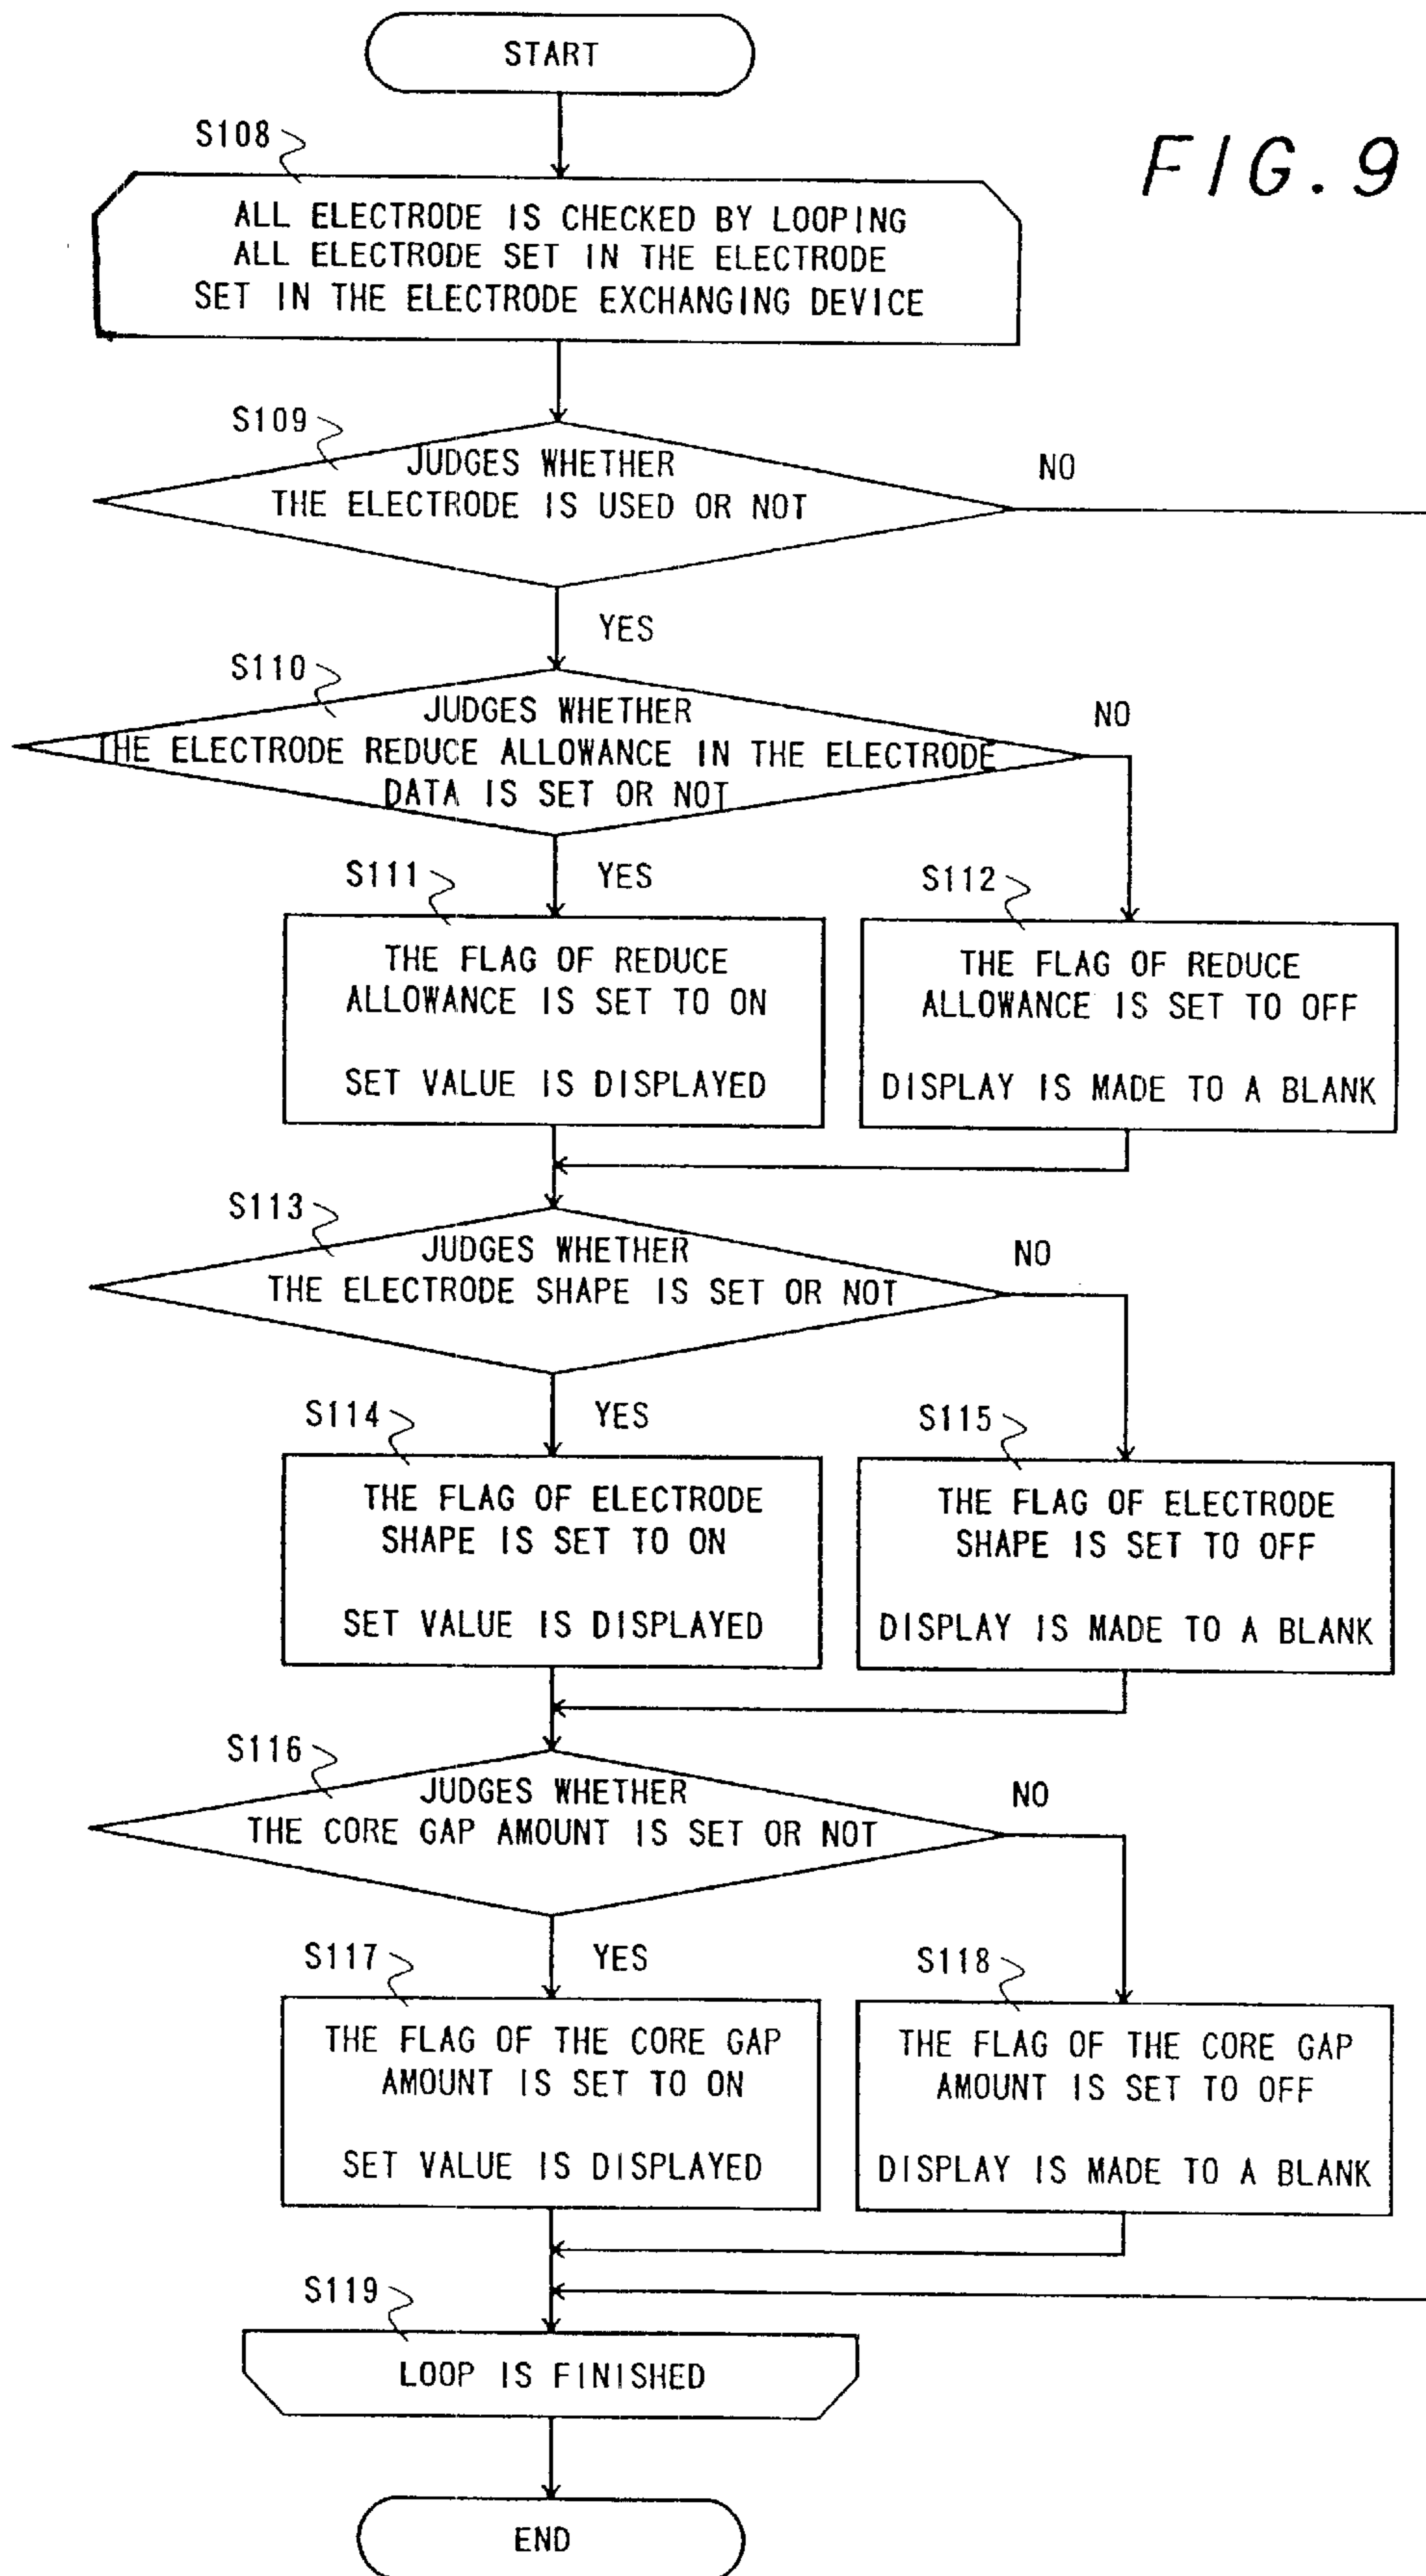 START
FIG. 9
S108
ALL ELECTRODE IS CHECKED BY LOOPING
ALL ELECTRODE SET IN THE ELECTRODE
SET IN THE ELECTRODE EXCHANGING DEVICE
S109
JUDGES WHETHER
THE ELECTRODE IS USED OR NOT
NO
YES
S110
JUDGES WHETHER
THE ELECTRODE REDUCE ALLOWANCE IN THE ELECTRODE
DATA IS SET OR NOT
NO
YES
S111
THE FLAG OF REDUCE
ALLOWANCE IS SET TO ON
SET VALUE IS DISPLAYED
S112
THE FLAG OF REDUCE
ALLOWANCE IS SET TO OFF
DISPLAY IS MADE TO A BLANK
S113
JUDGES WHETHER
THE ELECTRODE SHAPE IS SET OR NOT
NO
YES
S114
THE FLAG OF ELECTRODE
SHAPE IS SET TO ON
SET VALUE IS DISPLAYED
S115
THE FLAG OF ELECTRODE
SHAPE IS SET TO OFF
DISPLAY IS MADE TO A BLANK
S116
JUDGES WHETHER
THE CORE GAP AMOUNT IS SET OR NOT
NO
YES
S117
THE FLAG OF THE CORE GAP
AMOUNT IS SET TO ON
SET VALUE IS DISPLAYED
S118
THE FLAG OF THE CORE GAP
AMOUNT IS SET TO OFF
DISPLAY IS MADE TO A BLANK
S119
LOOP IS FINISHED
END